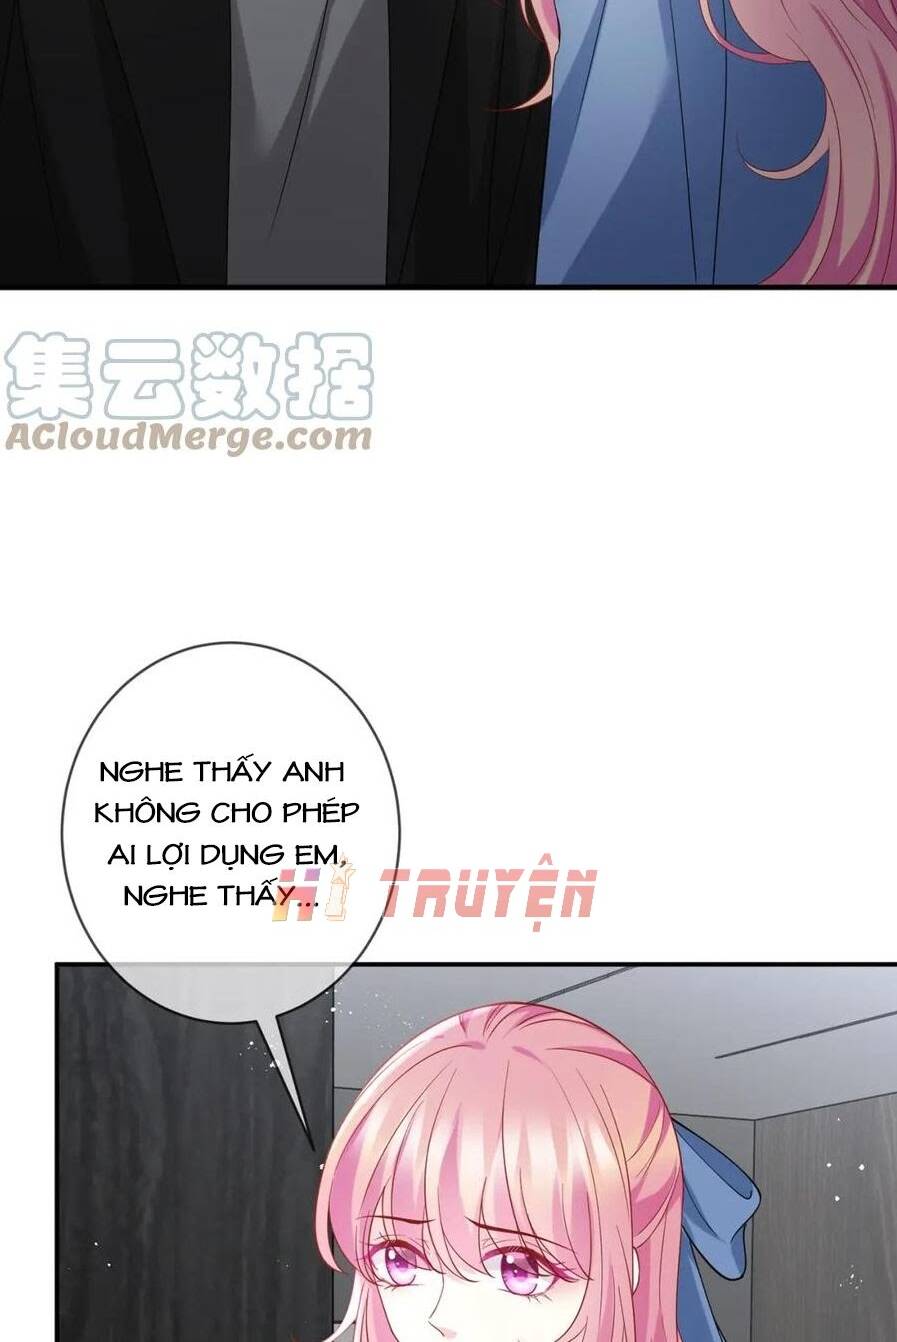 集云数据
ACloudMerge.com
NGHE THẤY ANH
KHÔNG CHO PHÉP
AI LỢI DỤNG EM,
NGHE THẤY...
HI TRUYỆN